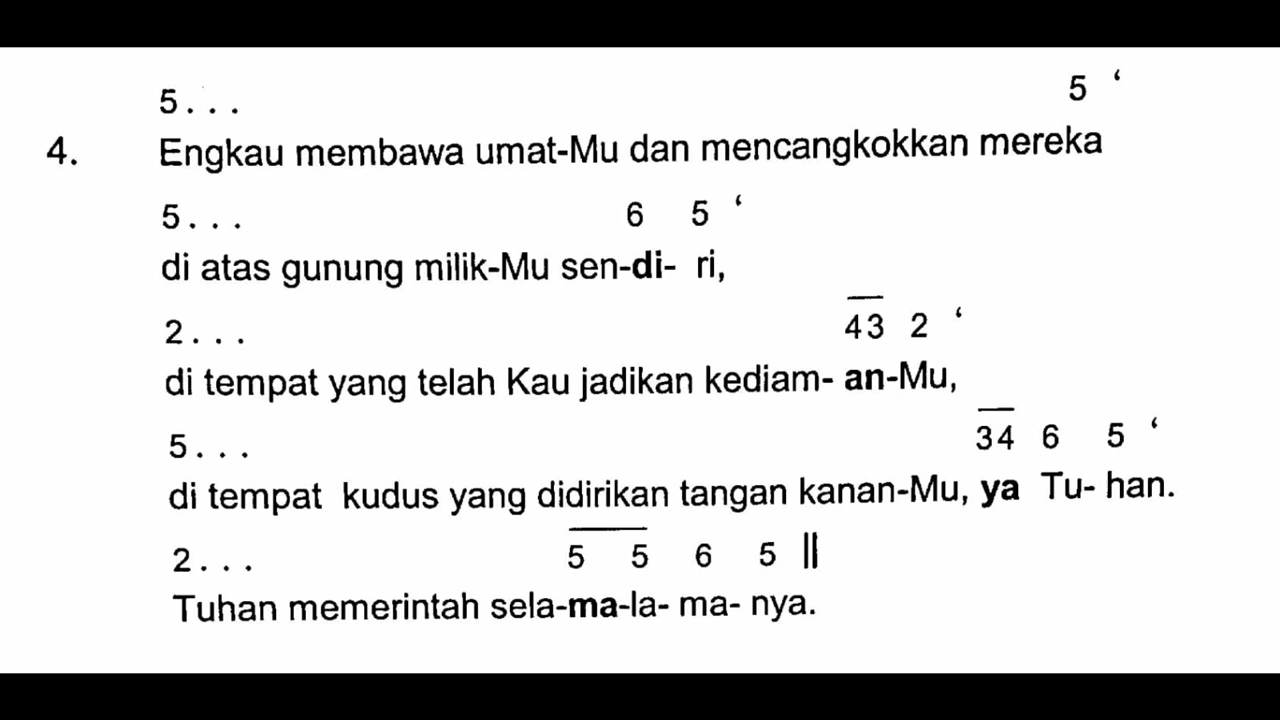 5... 5 ‘
4. Engkau membawa umat-Mu dan mencangkokkan mereka
5... 6 5 ‘
di atas gunung milik-Mu sen-di- ri,
2... 43 2 ‘
di tempat yang telah Kau jadikan kediam- an-Mu,
5... 34 6 5 ‘
di tempat kudus yang didirikan tangan kanan-Mu, ya Tu- han.
2... 5 5 6 5 ||
Tuhan memerintah sela-ma-la- ma- nya.